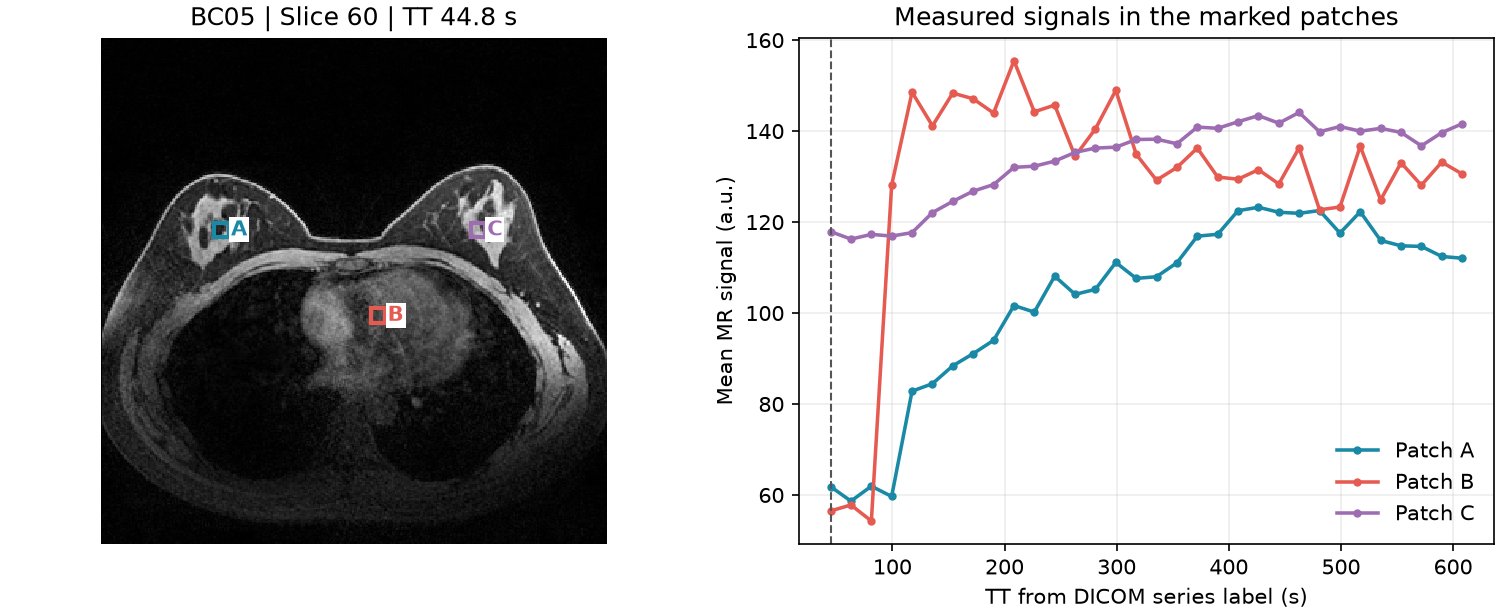 BC05 | Slice 60 | TT 44.8 s
A
C
B
Measured signals in the marked patches
Mean MR signal (a.u.)
160
140
120
100
80
60
100 200 300 400 500 600
TT from DICOM series label (s)
Patch A
Patch B
Patch C